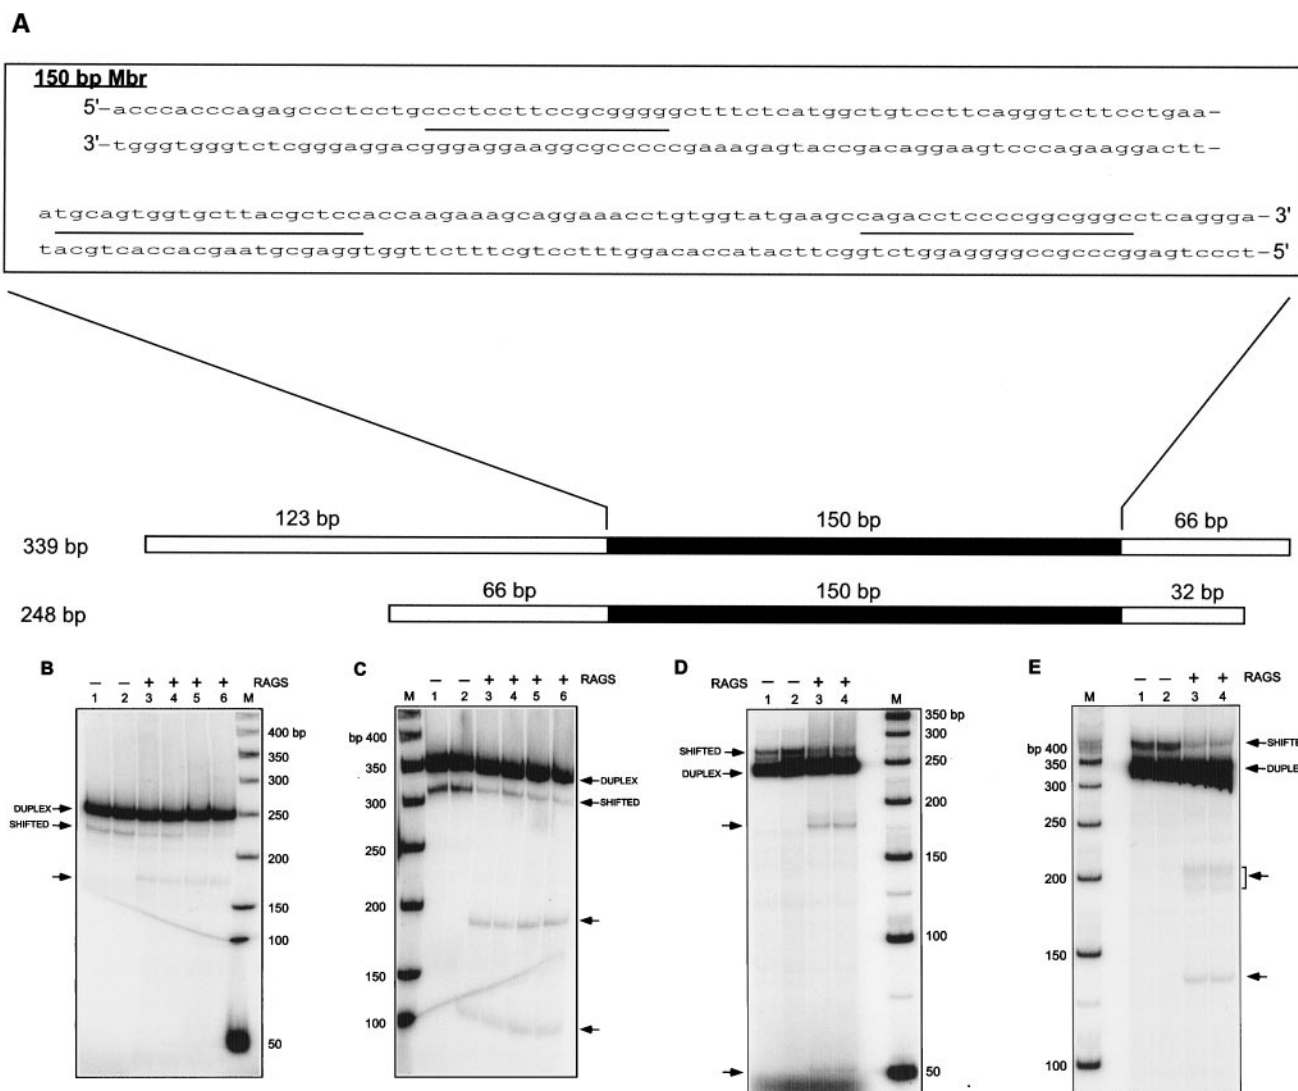 A
150 bp Mbr
5'-acccacccagagccctcctgccctccttccgcgggggctttctcatggctgtccttcagggtcttcctgaa-
3'-tgggtgggtctcgggaggacgggaggaaggcgcccccgaaagagtaccgacaggaagtcccagaaggactt-
atgcagtggtgcttacgctccaccaagaaagcaggaaacctgtggtatgaagccagacctccccggcgggcctcaggga-3'
tacgtcaccacgaatgcgaggtggttctttcgtcctttggacaccatacttcggtctggaggggccgcccggagtccct-5'
123 bp 150 bp 66 bp
339 bp
66 bp 150 bp 32 bp
248 bp
B
- - + + + + RAGS
1 2 3 4 5 6 M
400 bp
350
300
DUPLEX
250
SHIFTED
200
150
100
50
C
- - + + + + RAGS
M 1 2 3 4 5 6
bp 400
350
DUPLEX
300
SHIFTED
250
200
150
100
D
RAGS - - + +
1 2 3 4 M
350 bp
300
SHIFTED
250
DUPLEX
200
150
100
50
E
- - + + RAGS
M 1 2 3 4
SHIFTE
bp 400
350
DUPLE
300
250
200
150
100